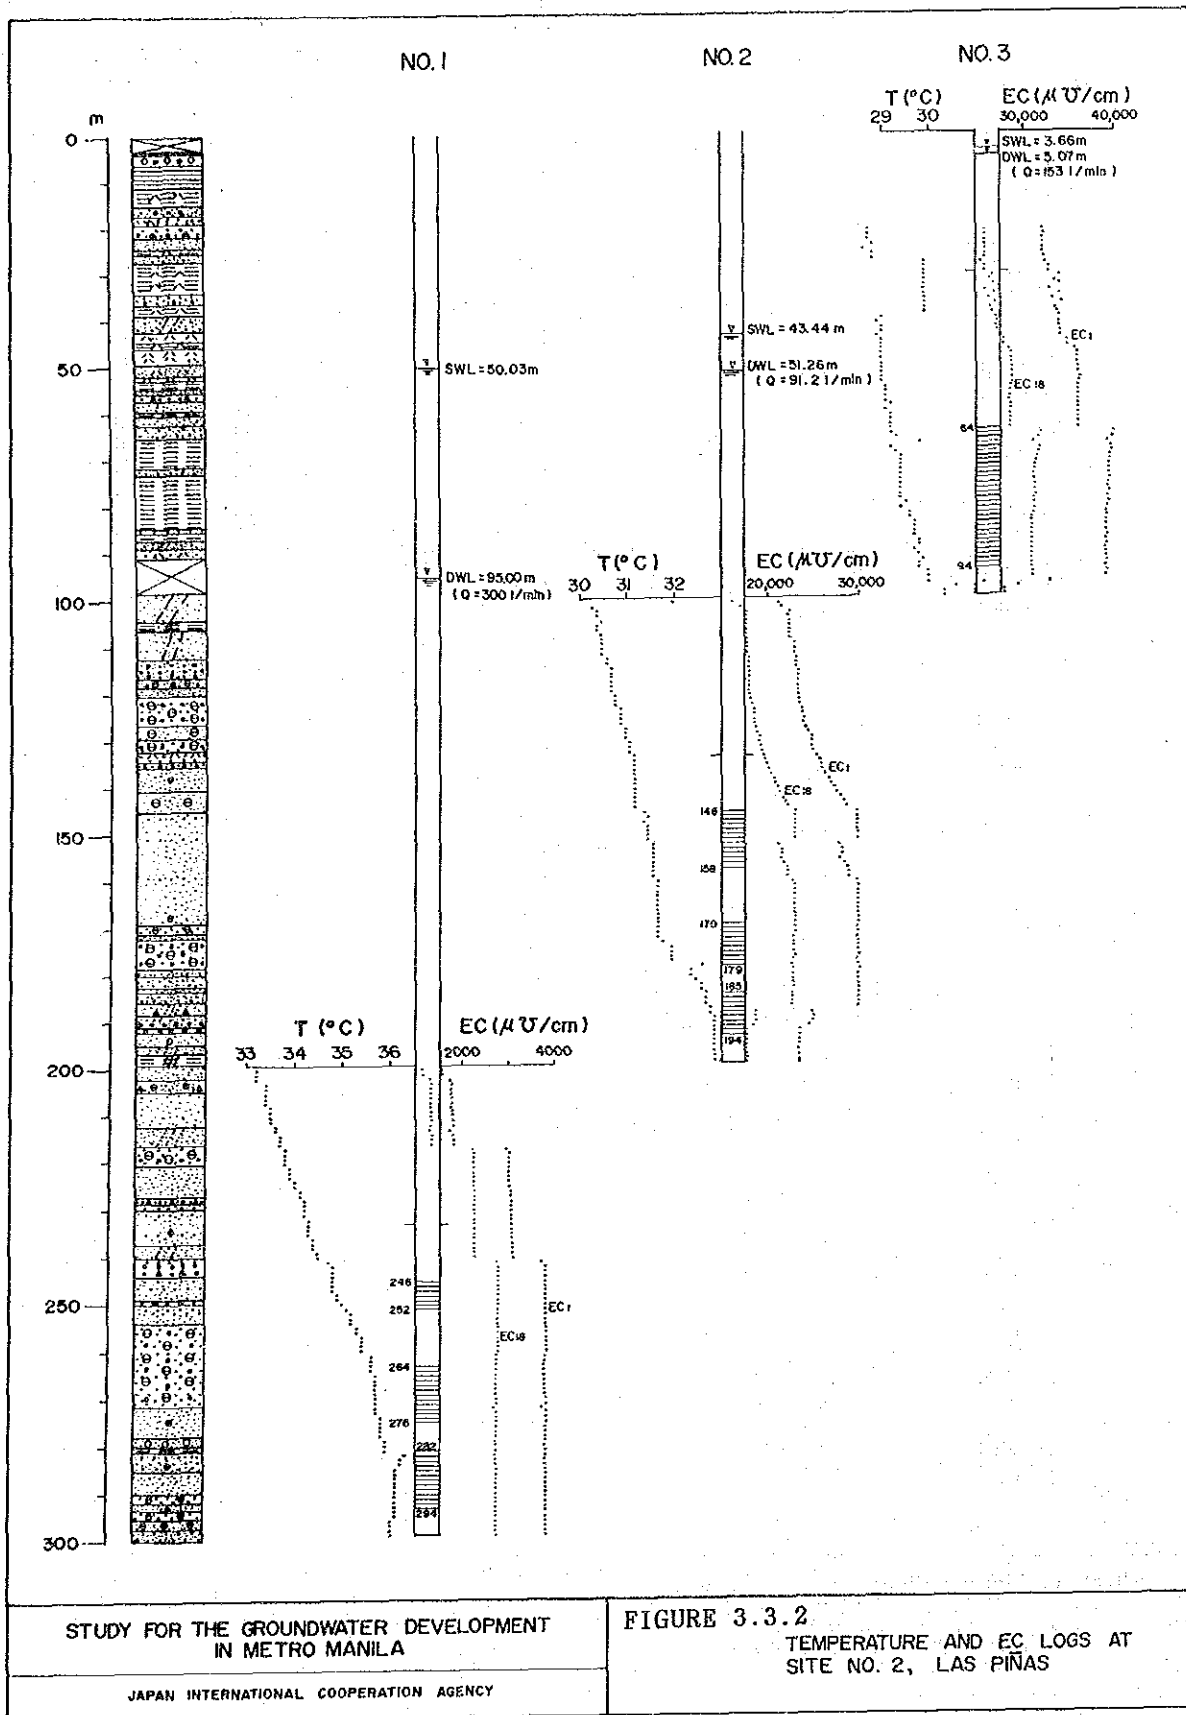 NO. 1
NO. 2
NO. 3
T (°C)
EC (μ℧/cm)
29 30
30,000 40,000
SWL = 3.66m
DWL = 5.07m
( Q = 153 l/min)
EC1
EC18
64
94
m
0
50
100
150
200
250
300
SWL = 43.44 m
DWL = 51.26m
( Q = 91.2 l/min)
SWL = 50.03m
DWL = 95.00 m
( Q = 300 l/min)
T (°C)
EC (μ℧/cm)
30 31 32
20,000 30,000
EC1
EC18
146
158
170
179
185
194
T (°C)
EC (μ℧/cm)
33 34 35 36
2000 4000
246
252
264
276
282
294
EC1
EC18
STUDY FOR THE GROUNDWATER DEVELOPMENT
IN METRO MANILA
JAPAN INTERNATIONAL COOPERATION AGENCY
FIGURE 3.3.2
TEMPERATURE AND EC LOGS AT
SITE NO. 2, LAS PIÑAS